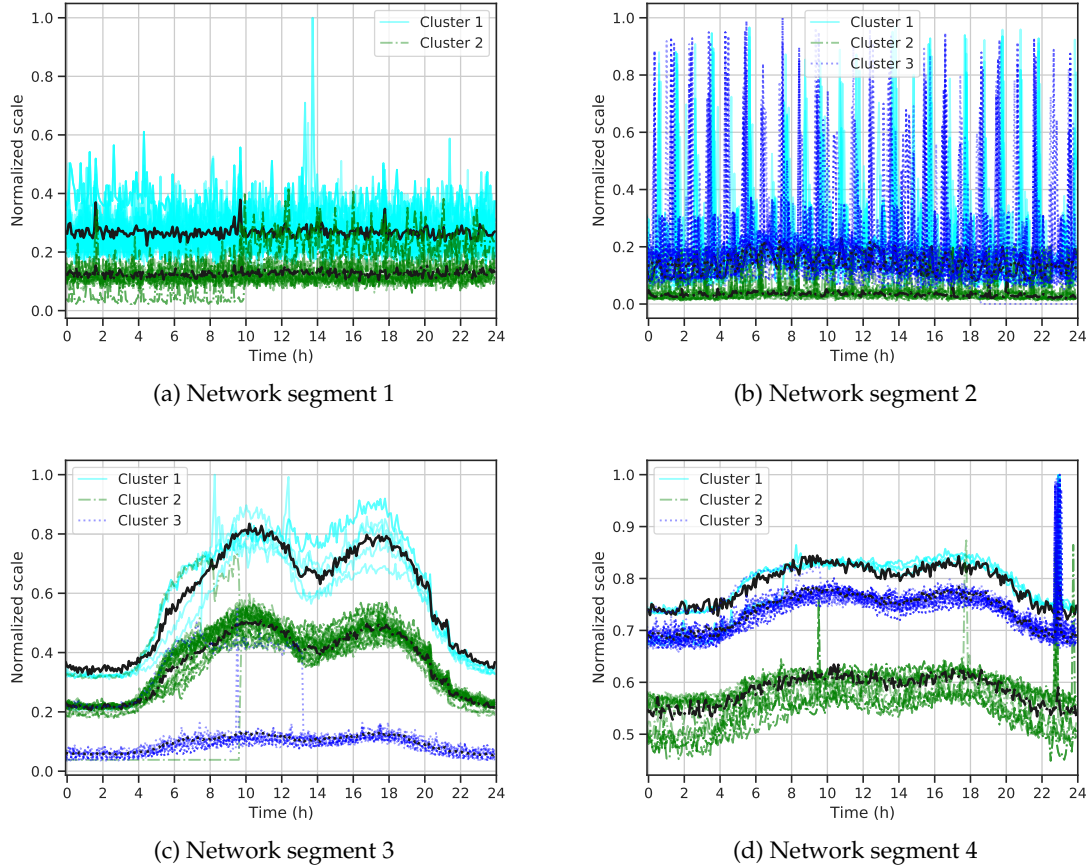 Cluster 1
Cluster 2
1.0
0.8
0.6
0.4
0.2
0.0
Normalized scale
0 2 4 6 8 10 12 14 16 18 20 22 24
Time (h)
(a) Network segment 1
Cluster 1
Cluster 2
Cluster 3
1.0
0.8
0.6
0.4
0.2
0.0
Normalized scale
0 2 4 6 8 10 12 14 16 18 20 22 24
Time (h)
(b) Network segment 2
Cluster 1
Cluster 2
Cluster 3
1.0
0.8
0.6
0.4
0.2
0.0
Normalized scale
0 2 4 6 8 10 12 14 16 18 20 22 24
Time (h)
(c) Network segment 3
Cluster 1
Cluster 2
Cluster 3
1.0
0.9
0.8
0.7
0.6
0.5
Normalized scale
0 2 4 6 8 10 12 14 16 18 20 22 24
Time (h)
(d) Network segment 4